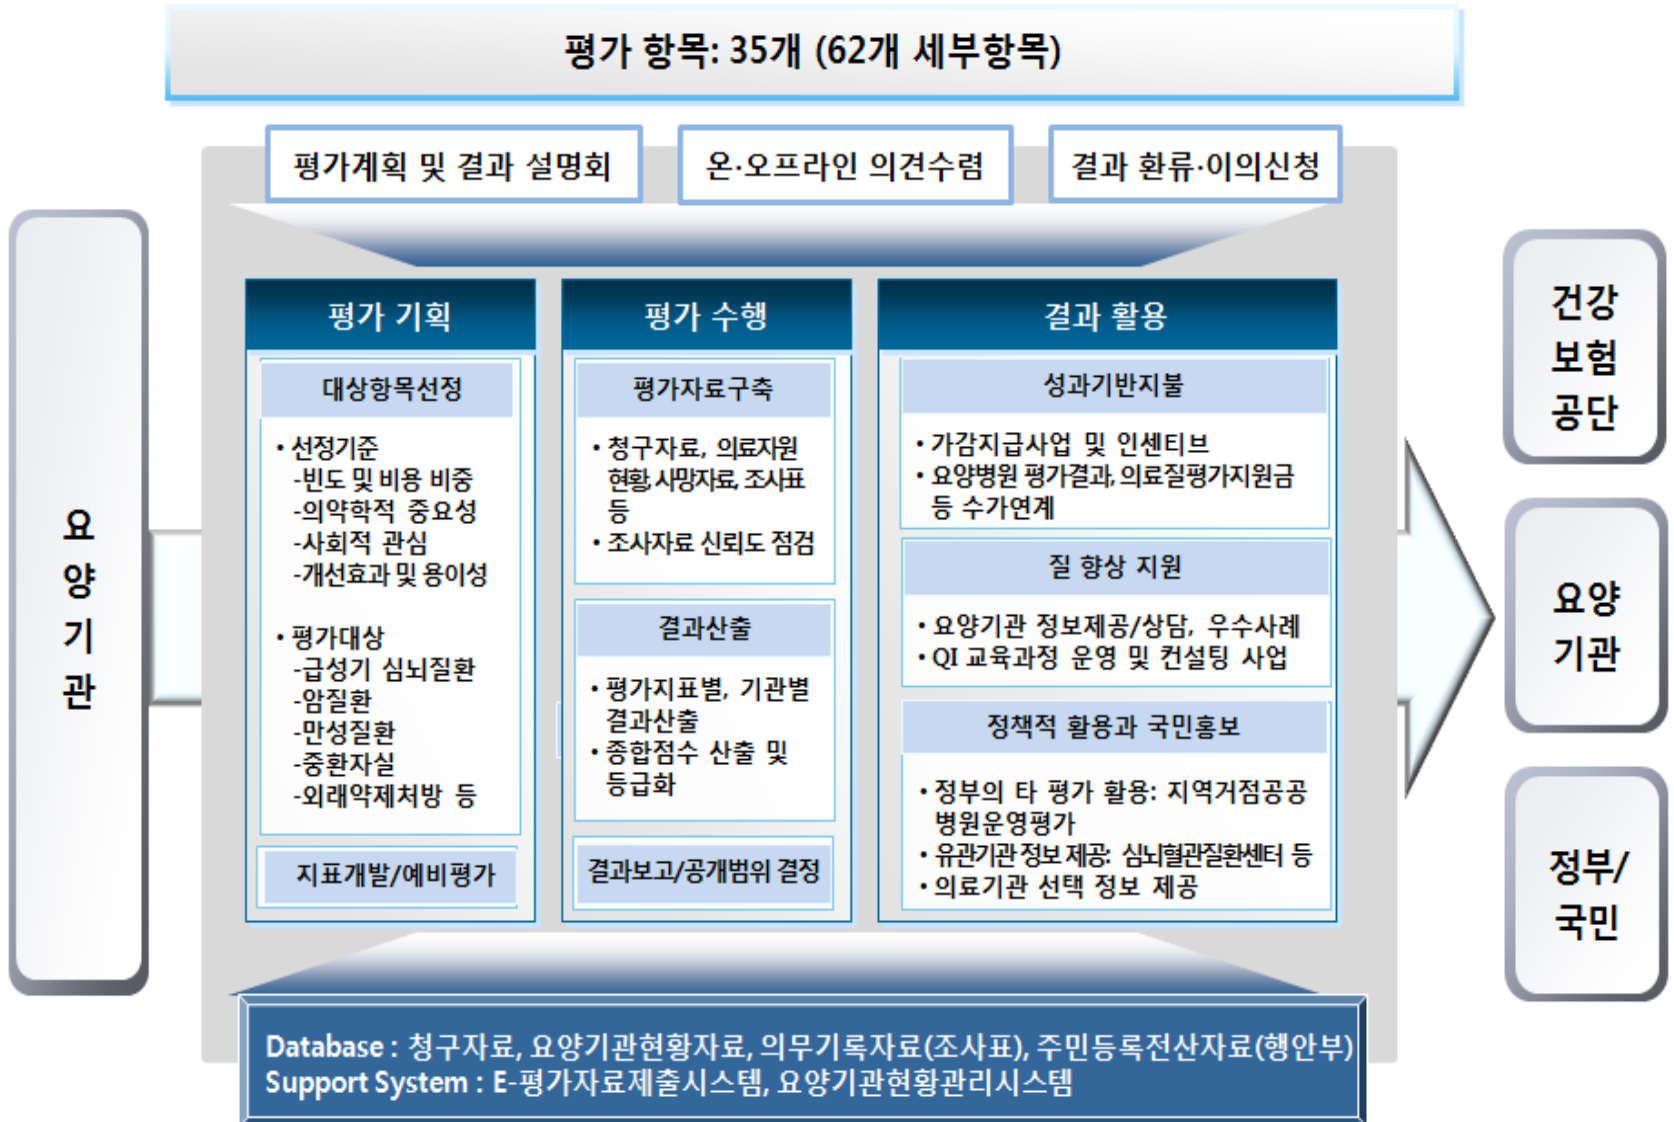 평가 항목: 35개 (62개 세부항목)
평가계획 및 결과 설명회
온·오프라인 의견수렴
결과 환류·이의신청
요
양
기
관
평가 기획
대상항목선정
• 선정기준
-빈도 및 비용 비중
-의약학적 중요성
-사회적 관심
-개선효과 및 용이성
• 평가대상
-급성기 심뇌질환
-암질환
-만성질환
-중환자실
-외래약제처방 등
지표개발/예비평가
평가 수행
평가자료구축
• 청구자료, 의료자원
현황,사망자료, 조사표
등
• 조사자료 신뢰도 점검
결과산출
• 평가지표별, 기관별
결과산출
• 종합점수 산출 및
등급화
결과보고/공개범위 결정
결과 활용
성과기반지불
• 가감지급사업 및 인센티브
• 요양병원 평가결과, 의료질평가지원금
등 수가연계
질 향상 지원
• 요양기관 정보제공/상담, 우수사례
• QI 교육과정 운영 및 컨설팅 사업
정책적 활용과 국민홍보
• 정부의 타 평가 활용: 지역거점공공
병원운영평가
• 유관기관 정보 제공: 심뇌혈관질환센터 등
• 의료기관 선택 정보 제공
건강
보험
공단
요양
기관
정부/
국민
Database : 청구자료, 요양기관현황자료, 의무기록자료(조사표), 주민등록전산자료(행안부)
Support System : E-평가자료제출시스템, 요양기관현황관리시스템